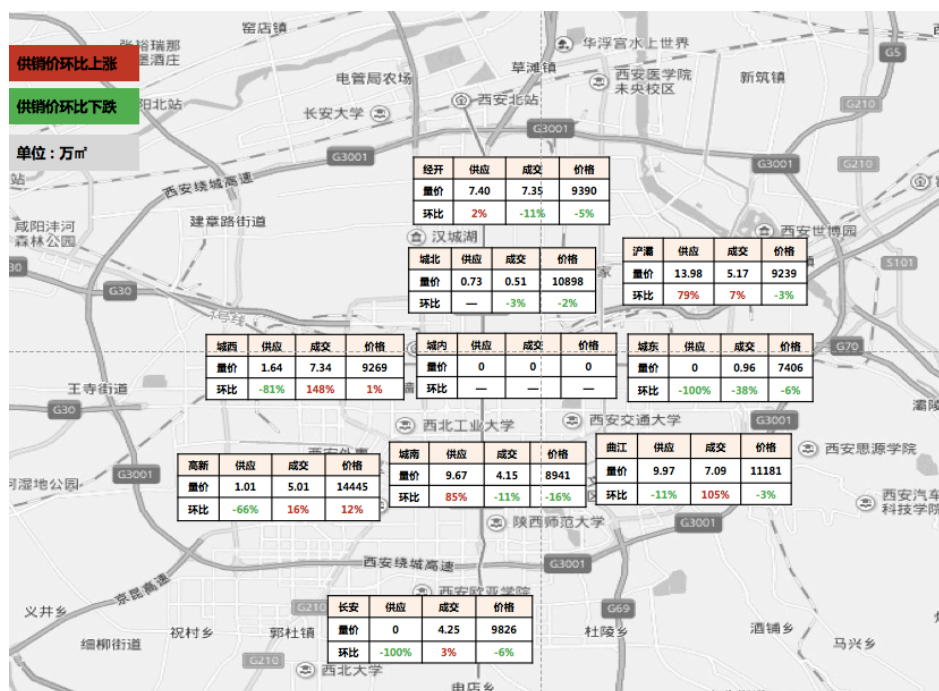 窑店镇
张裕瑞那
堡酒庄
供销价环比上涨
华浮宫水上世界
草滩镇
G5
电管局农场
西安医学院
未央校区
新筑镇
供销价环比下跌
阳北站
长安大学
西安北站
G210
G3001
单位：万㎡
G3001
G3001
G210
站
西安绕城高速
经开 供应 成交 价格
量价 7.40 7.35 9390
环比 2% -11% -5%
咸阳沣河
森林公园
建章路街道
汉城湖
西安世博园
30
G30
城北 供应 成交 价格
量价 0.73 0.51 10898
环比 — -3% -2%
家
浐灞 供应 成交 价格
量价 13.98 5.17 9239
环比 79% 7% -3%
S101
1号线
城西 供应 成交 价格
量价 1.64 7.34 9269
环比 -81% 148% 1%
城内 供应 成交 价格
量价 0 0 0
环比 — — —
城东 供应 成交 价格
量价 0 0.96 7406
环比 -100% -38% -6%
G70
王寺街道
G30
灞陵
西北工业大学
西安交通大学
G3001
高新 供应 成交 价格
量价 1.01 5.01 14445
环比 -66% 16% 12%
城南 供应 成交 价格
量价 9.67 4.15 8941
环比 85% -11% -16%
曲江 供应 成交 价格
量价 9.97 7.09 11181
环比 -11% 105% -3%
西安思源学院
G3001
河湿地公园
西安汽车
科技学院
陕西师范大学
G3001
西安绕城高速
G3001
京昆高速
西安欧亚学院
义井乡
G210
长安 供应 成交 价格
量价 0 4.25 9826
环比 -100% 3% -6%
G69
细柳街道
祝村乡
郭杜镇
杜陵乡
酒铺乡
马兴乡
G210
西北大学
申店乡